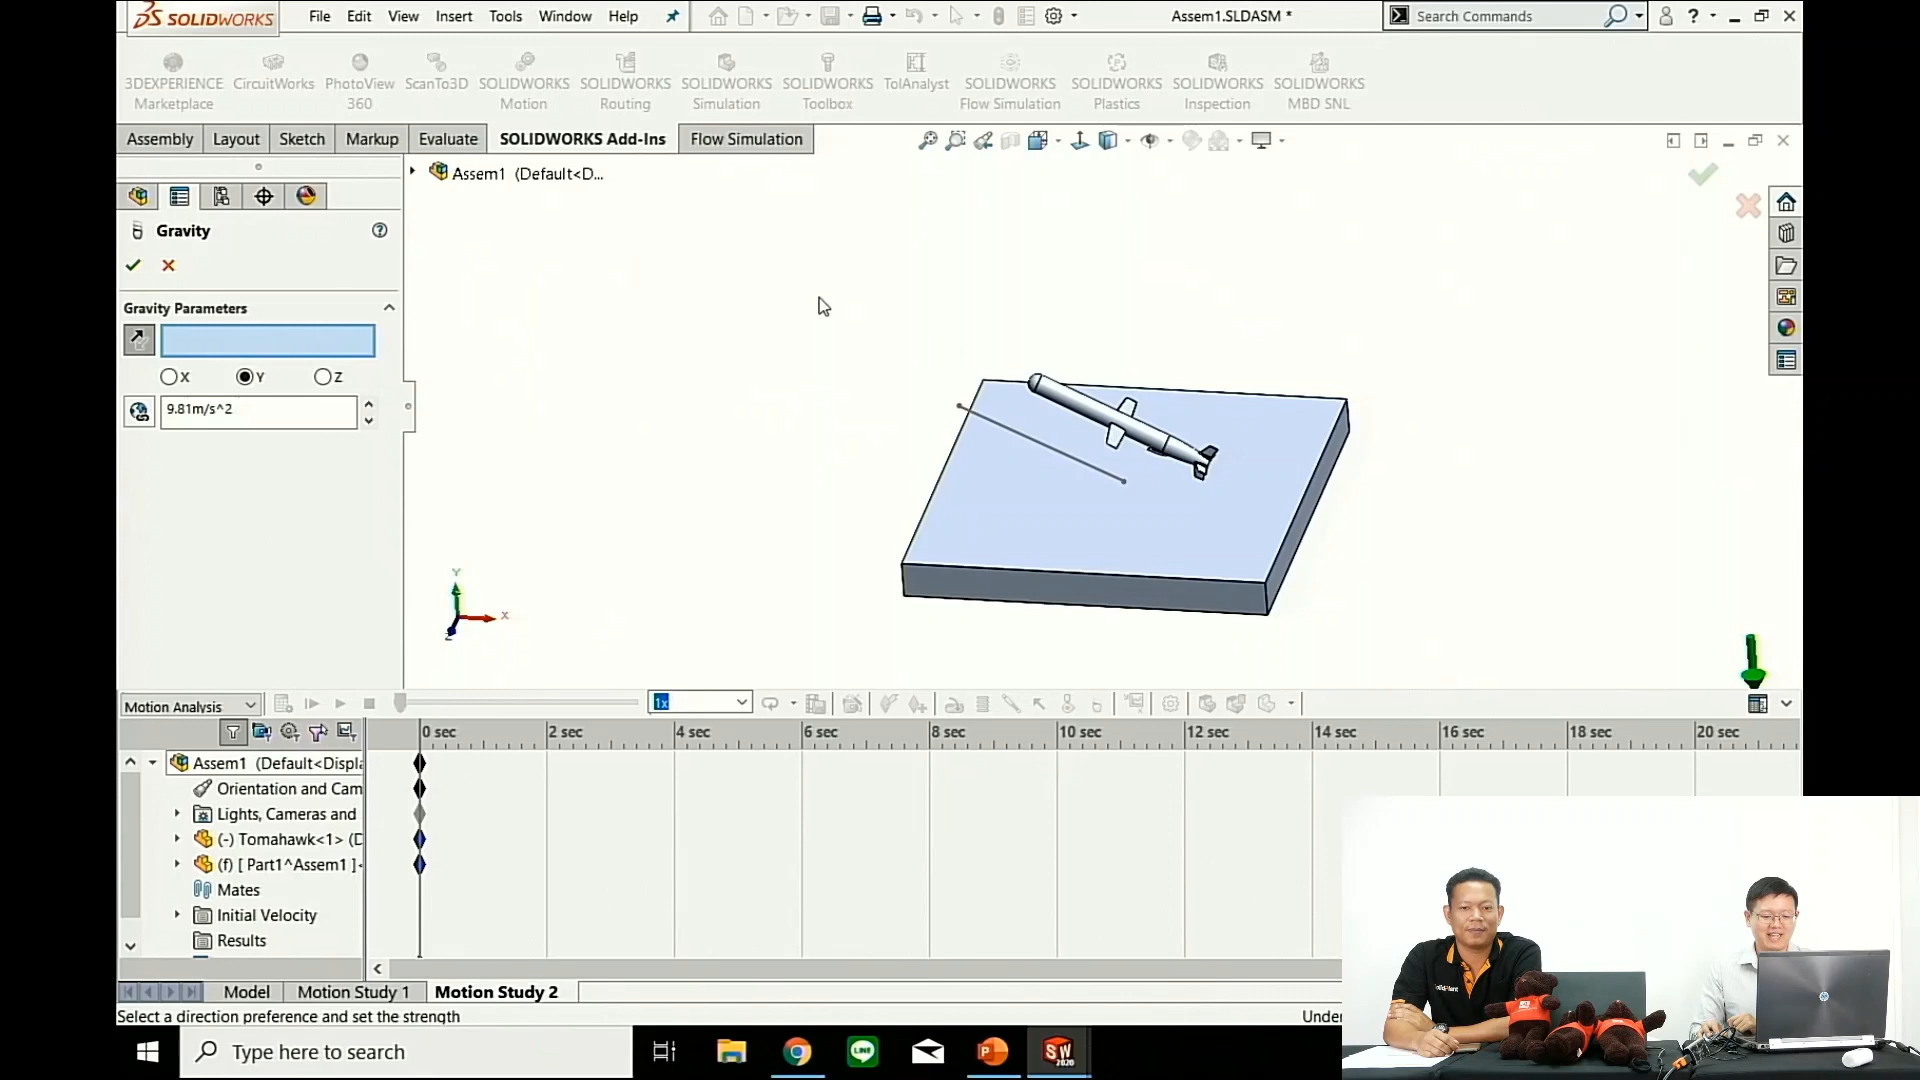 SOLIDWORKS File Edit View Insert Tools Window Help Assem1.SLDASM * Search Commands ?
3DEXPERIENCE Marketplace
CircuitWorks
PhotoView 360
ScanTo3D
SOLIDWORKS Motion
SOLIDWORKS Routing
SOLIDWORKS Simulation
SOLIDWORKS Toolbox
TolAnalyst
SOLIDWORKS Flow Simulation
SOLIDWORKS Plastics
SOLIDWORKS Inspection
SOLIDWORKS MBD SNL
Assembly Layout Sketch Markup Evaluate SOLIDWORKS Add-Ins Flow Simulation
Assem1 (Default<D...
Gravity
Gravity Parameters
X Y Z
9.81m/s^2
Y
X
Z
Motion Analysis 1x
0 sec 2 sec 4 sec 6 sec 8 sec 10 sec 12 sec 14 sec 16 sec 18 sec 20 sec
Assem1 (Default<Displa
Orientation and Cam
Lights, Cameras and
(-) Tomahawk<1> (D
(f) [ Part1^Assem1 ]<
Mates
Initial Velocity
Results
Model Motion Study 1 Motion Study 2
Select a direction preference and set the strength Under
Type here to search LINE P SW 2020